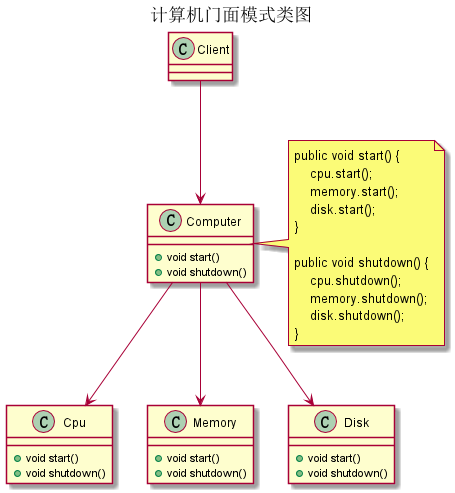 计算机门面模式类图
C Client
public void start() {
cpu.start();
memory.start();
disk.start();
}
public void shutdown() {
cpu.shutdown();
memory.shutdown();
disk.shutdown();
}
C Computer
void start()
void shutdown()
C Cpu
void start()
void shutdown()
C Memory
void start()
void shutdown()
C Disk
void start()
void shutdown()